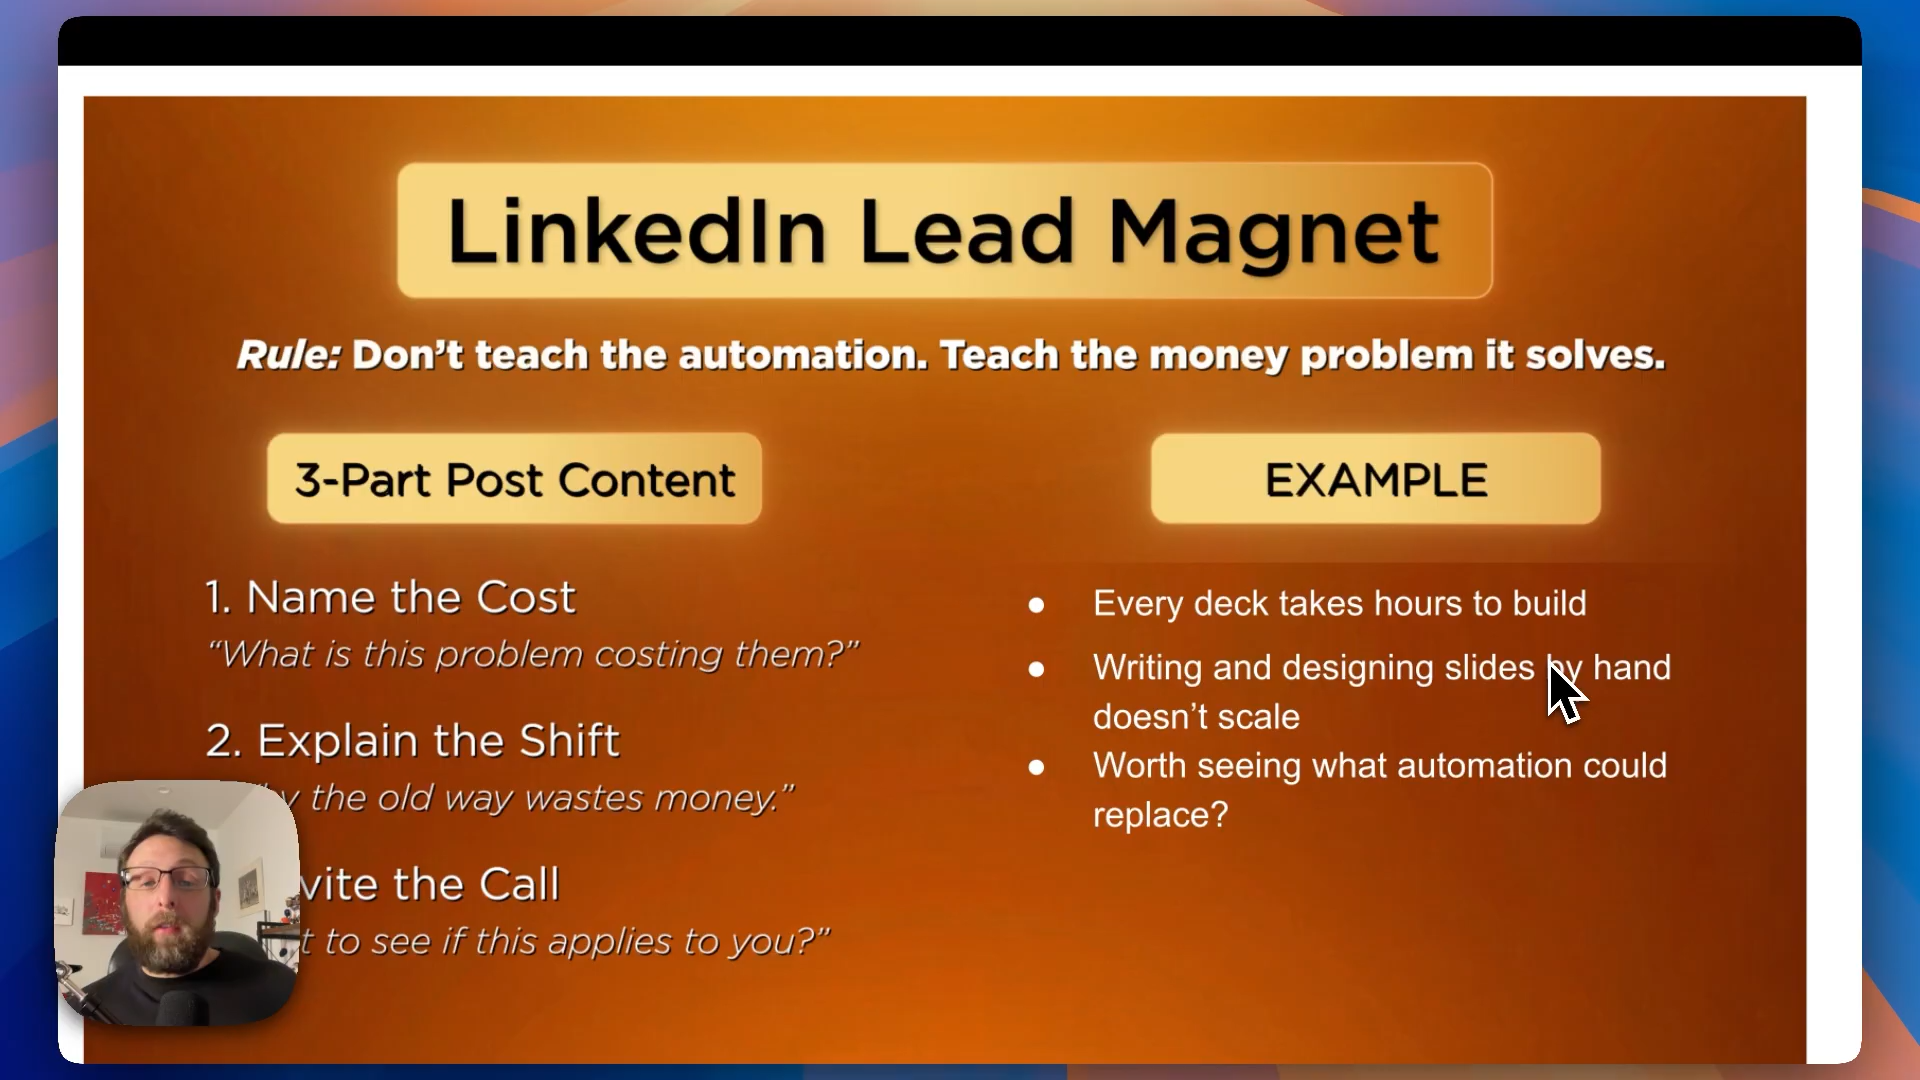 LinkedIn Lead Magnet
Rule: Don't teach the automation. Teach the money problem it solves.
3-Part Post Content
1. Name the Cost
“What is this problem costing them?”
2. Explain the Shift
the old way wastes money.”
the Call
to see if this applies to you?”
EXAMPLE
● Every deck takes hours to build
● Writing and designing slides by hand
doesn't scale
● Worth seeing what automation could
replace?